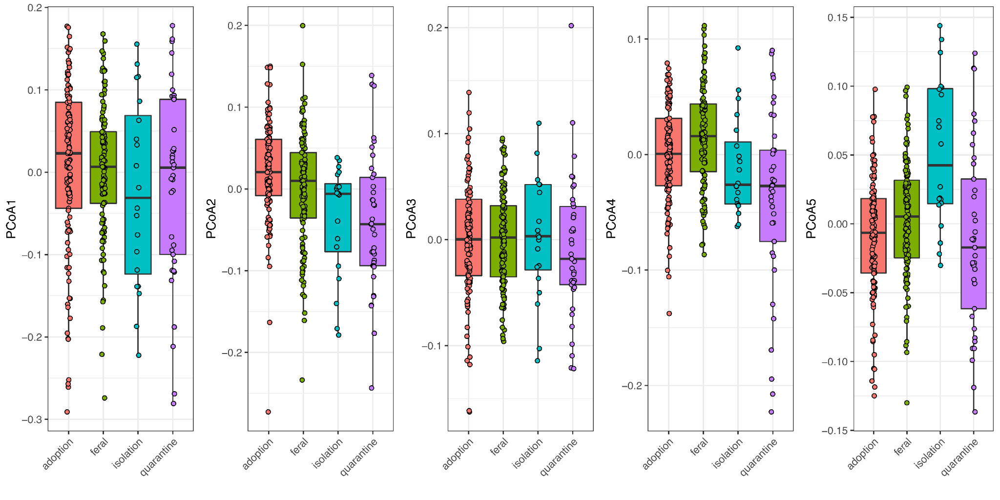 PCoA1
0.2
0.1
0.0
−0.1
−0.2
−0.3
adoption
feral
isolation
quarantine
PCoA2
0.2
0.1
0.0
−0.1
−0.2
adoption
feral
isolation
quarantine
PCoA3
0.2
0.1
0.0
−0.1
adoption
feral
isolation
quarantine
PCoA4
0.1
0.0
−0.1
−0.2
adoption
feral
isolation
quarantine
PCoA5
0.15
0.10
0.05
0.00
−0.05
−0.10
−0.15
adoption
feral
isolation
quarantine